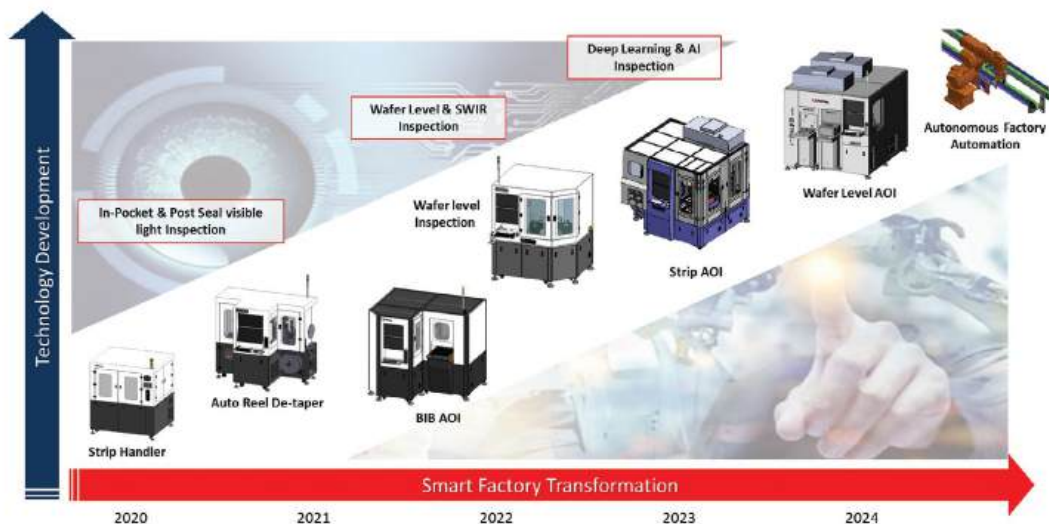 Deep Learning & AI
Inspection
Wafer Level & SWIR
Inspection
In-Pocket & Post Seal visible
light Inspection
Technology Development
Autonomous Factory
Automation
Wafer Level AOI
Wafer level
Inspection
Strip AOI
Auto Reel De-taper
BIB AOI
Strip Handler
Smart Factory Transformation
2020
2021
2022
2023
2024